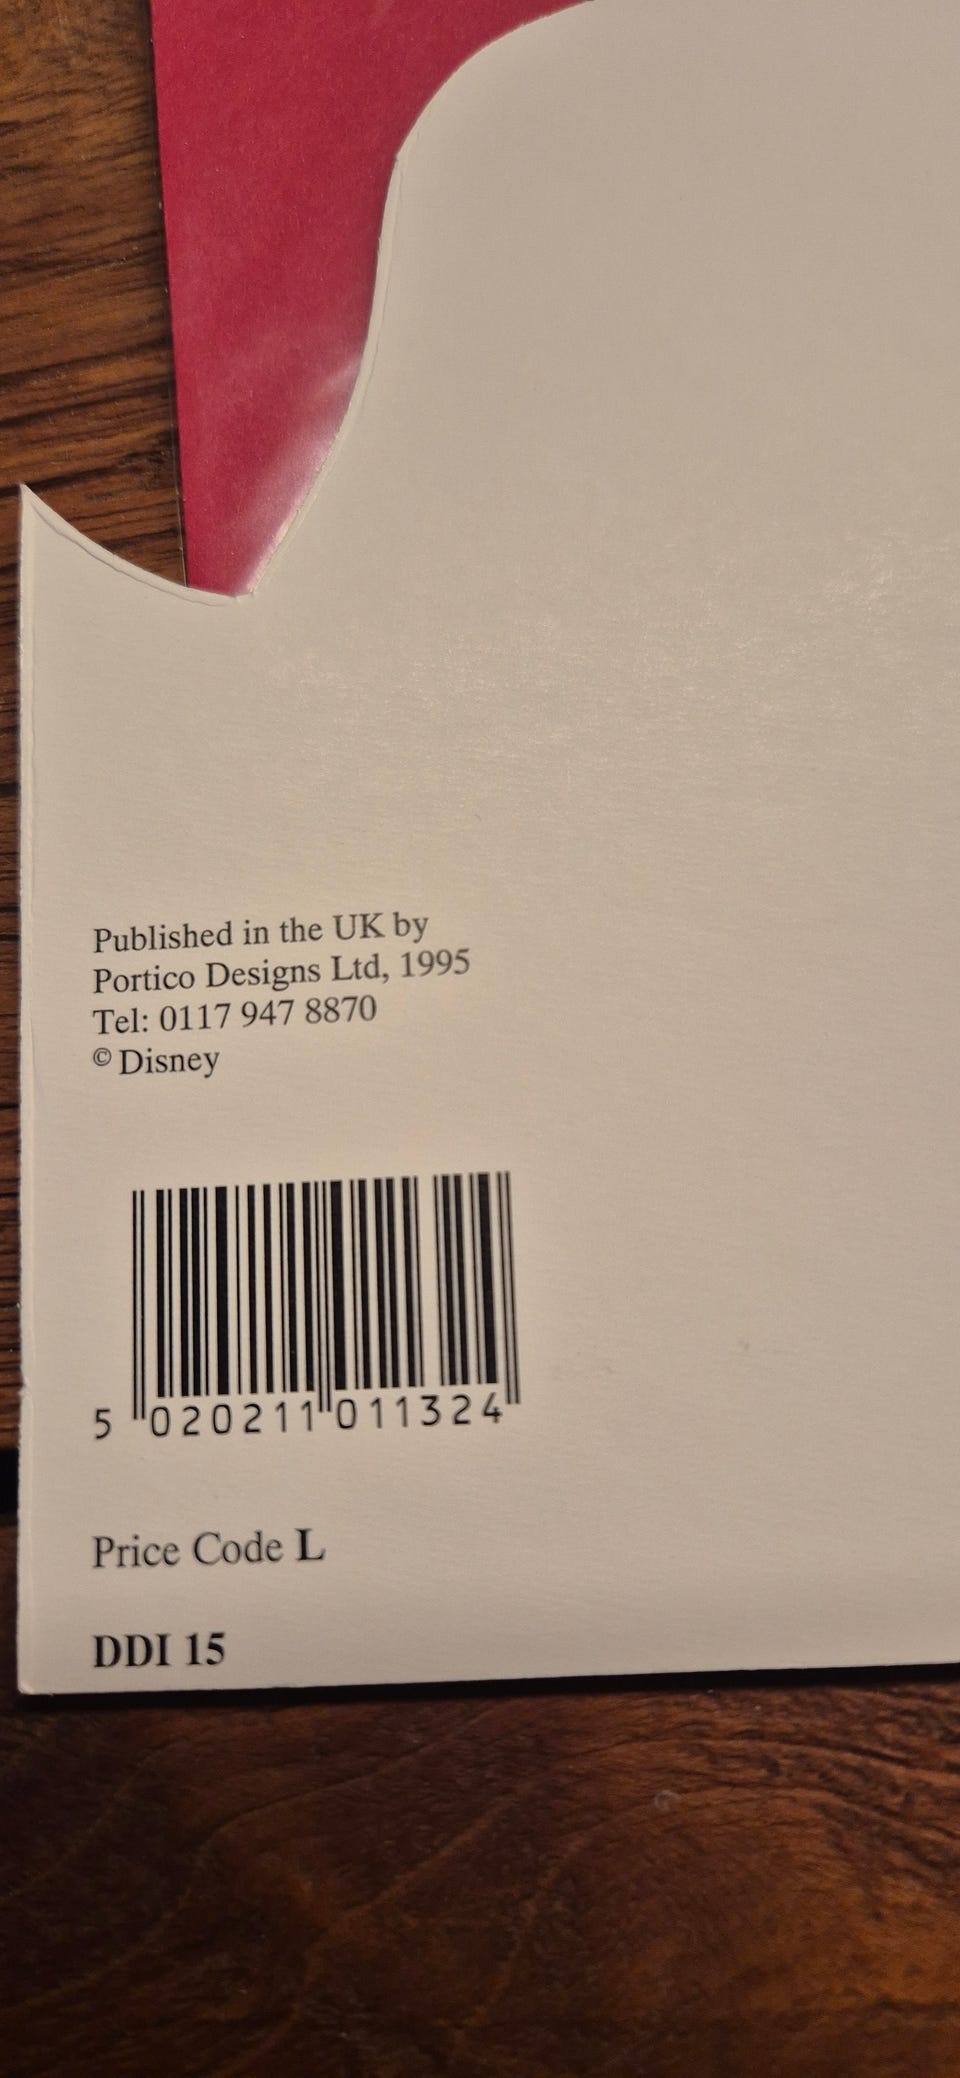 Published in the UK by
Portico Designs Ltd, 1995
Tel: 0117 947 8870
© Disney
5 020211 011324
Price Code L
DDI 15